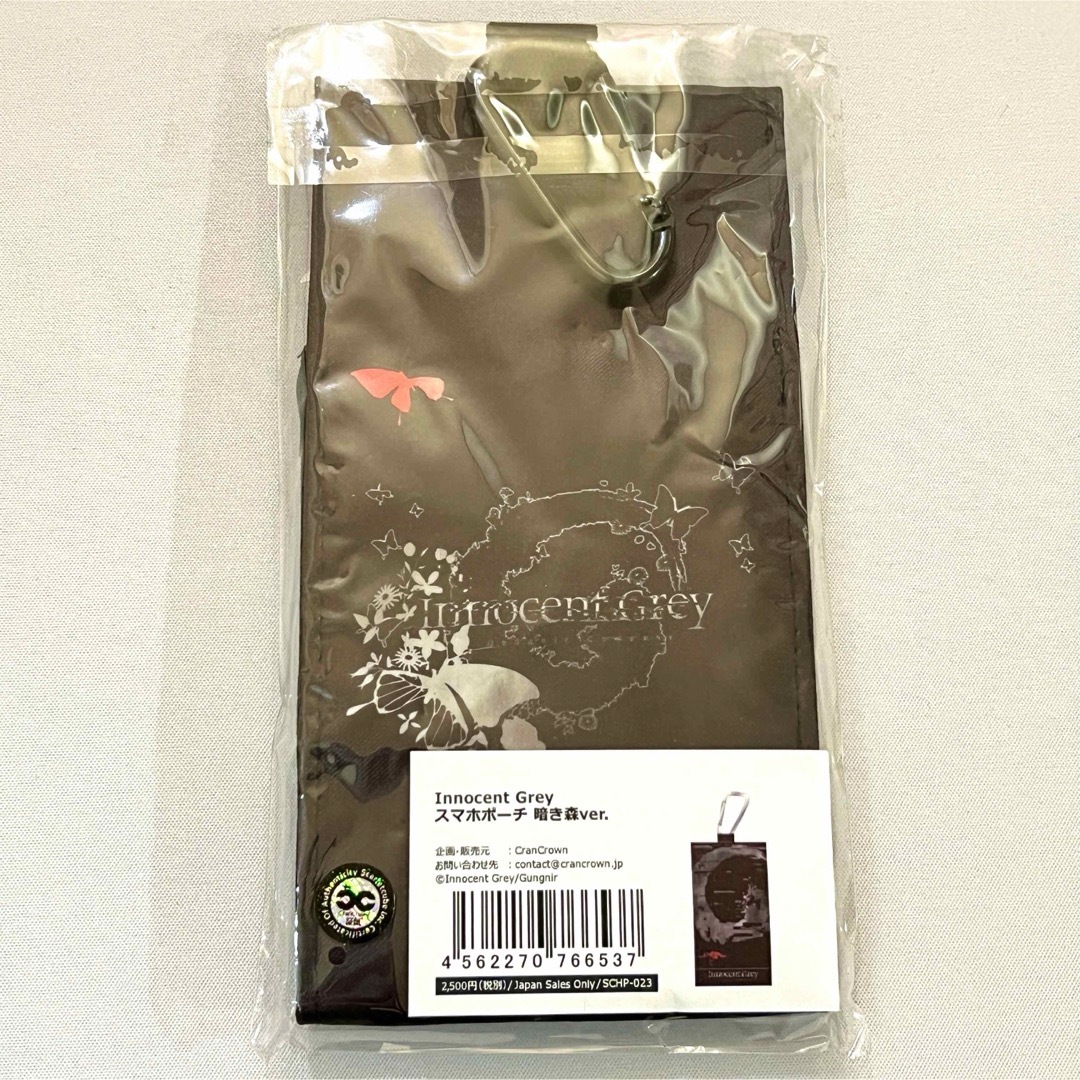 Innocent Grey
Innocent Grey
スマホポーチ 暗き森ver.
企画・販売元 : CranCrown
お問い合わせ先 : contact@crancrown.jp
©Innocent Grey/Gungnir
4 562270 766537
2,500円(税別)/Japan Sales Only/SCHP-023
Innocent Grey